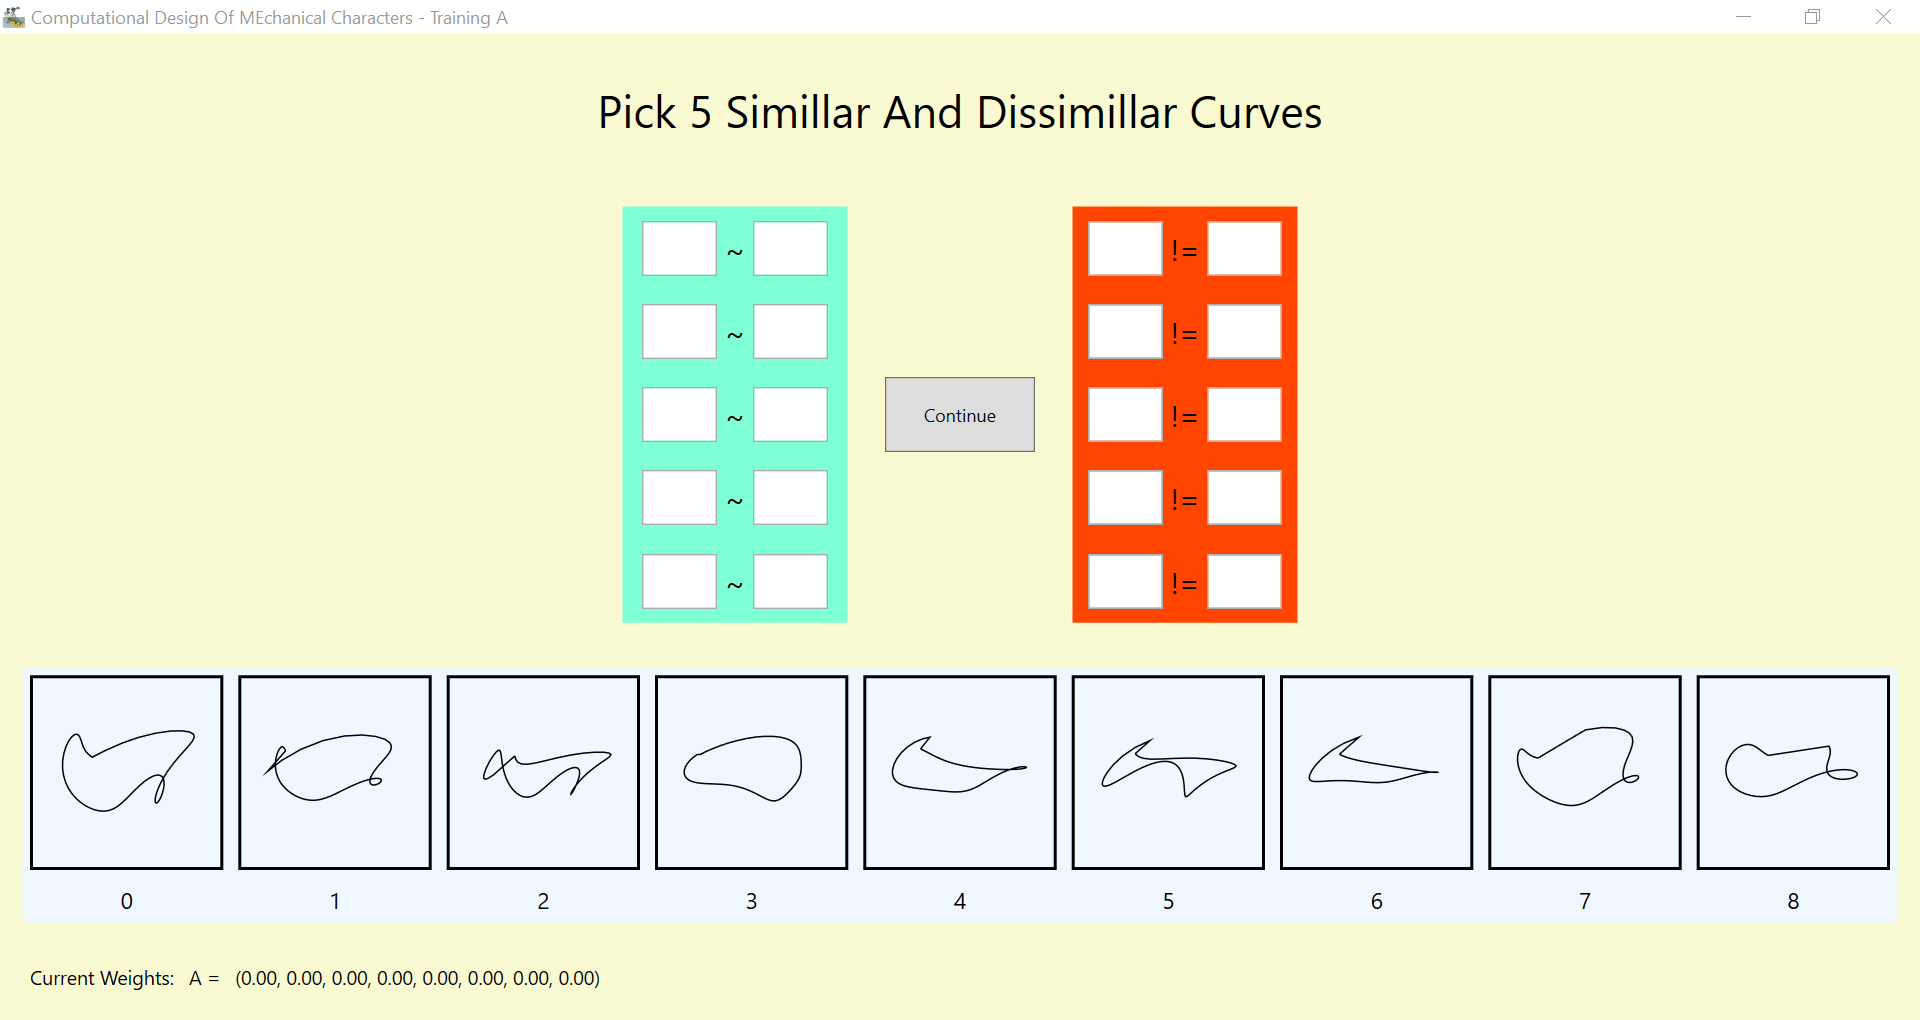 Computational Design Of MEchanical Characters - Training A
Pick 5 Simillar And Dissimillar Curves
~ !=
~ !=
~ Continue !=
~ !=
~ !=
0 1 2 3 4 5 6 7 8
Current Weights: A = (0.00, 0.00, 0.00, 0.00, 0.00, 0.00, 0.00, 0.00)